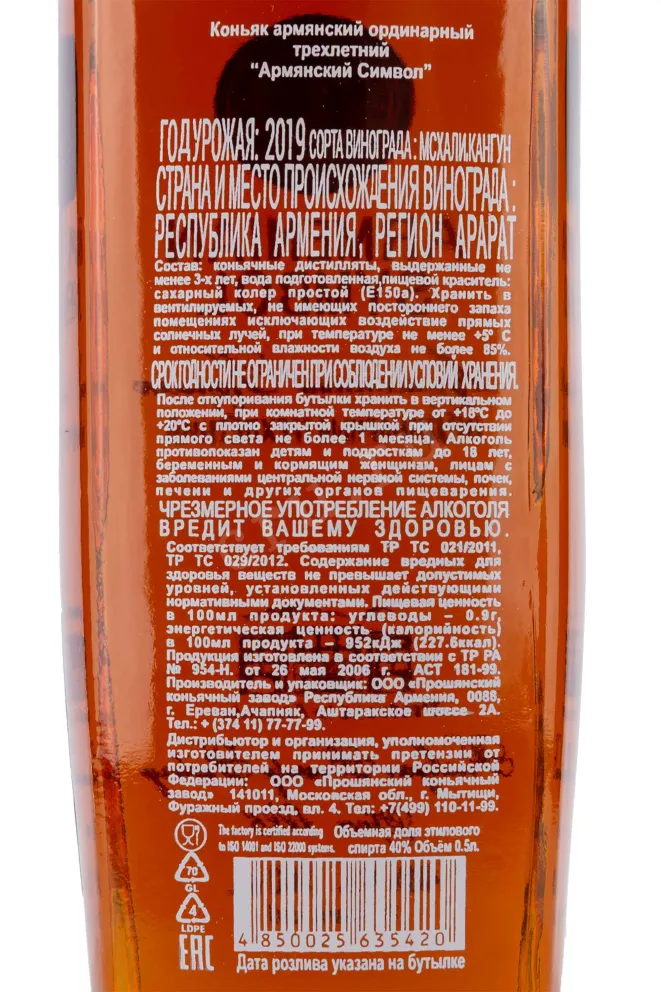 Коньяк армянский ординарный
трехлетний
“Армянский Символ”
ГОД УРОЖАЯ: 2019 СОРТА ВИНОГРАДА : МСХАЛИ.КАНГУН
СТРАНА И МЕСТО ПРОИСХОЖДЕНИЯ ВИНОГРАДА :
РЕСПУБЛИКА АРМЕНИЯ, РЕГИОН АРАРАТ
Состав: коньячные дистилляты, выдержанные не
менее 3-х лет, вода подготовленная,пищевой краситель:
сахарный колер простой (Е150а). Хранить в
вентилируемых, не имеющих постороннего запаха
помещениях исключающих воздействие прямых
солнечных лучей, при температуре не менее +5º С
и относительной влажности воздуха не более 85%.
СРОК ГОДНОСТИ НЕ ОГРАНИЧЕН ПРИ СОБЛЮДЕНИИ УСЛОВИЙ ХРАНЕНИЯ.
После откупоривания бутылки хранить в вертикальном
положении, при комнатной температуре от +18ºС до
+20ºС с плотно закрытой крышкой при отсутствии
прямого света не более 1 месяца. Алкоголь
противопоказан детям и подросткам до 18 лет,
беременным и кормящим женщинам, лицам с
заболеваниями центральной нервной системы, почек,
печени и других органов пищеварения.
ЧРЕЗМЕРНОЕ УПОТРЕБЛЕНИЕ АЛКОГОЛЯ
ВРЕДИТ ВАШЕМУ ЗДОРОВЬЮ.
Соответствует требованиям ТР ТС 021/2011,
ТР ТС 029/2012. Содержание вредных для
здоровья веществ не превышает допустимых
уровней, установленных действующими
нормативными документами. Пищевая ценность
в 100мл продукта: углеводы – 0.9г,
энергетическая ценность (калорийность)
в 100мл продукта – 952кДж (227.6ккал).
Продукция изготовлена в соответствии с ТР РА
№ 954-Н. от 26 мая 2006 г. АСТ 181-99.
Производитель и упаковщик: ООО «Прошянский
коньячный завод» Республика Армения, 0088,
г. Ереван,Ачапняк, Аштаракское шоссе 2А.
Тел.: + (374 11) 77-77-99.
Дистрибьютор и организация, уполномоченная
изготовителем принимать претензии от
потребителей на территории Российской
Федерации: ООО «Прошянский коньячный
завод» 141011, Московская обл., г. Мытищи,
Фуражный проезд, вл. 4. Тел: +7(499) 110-11-99.
The factory is certified according
to ISO 14001 and ISO 22000 systems.
Объемная доля этилового
спирта 40% Объём 0.5л.
70
GL
4
LDPE
EAC
4 850025 635420
Дата розлива указана на бутылке